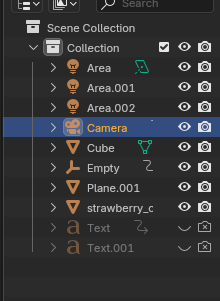 Search
Scene Collection
Collection
Area
Area.001
Area.002
Camera
Cube
Empty
Plane.001
strawberry_c
Text
Text.001